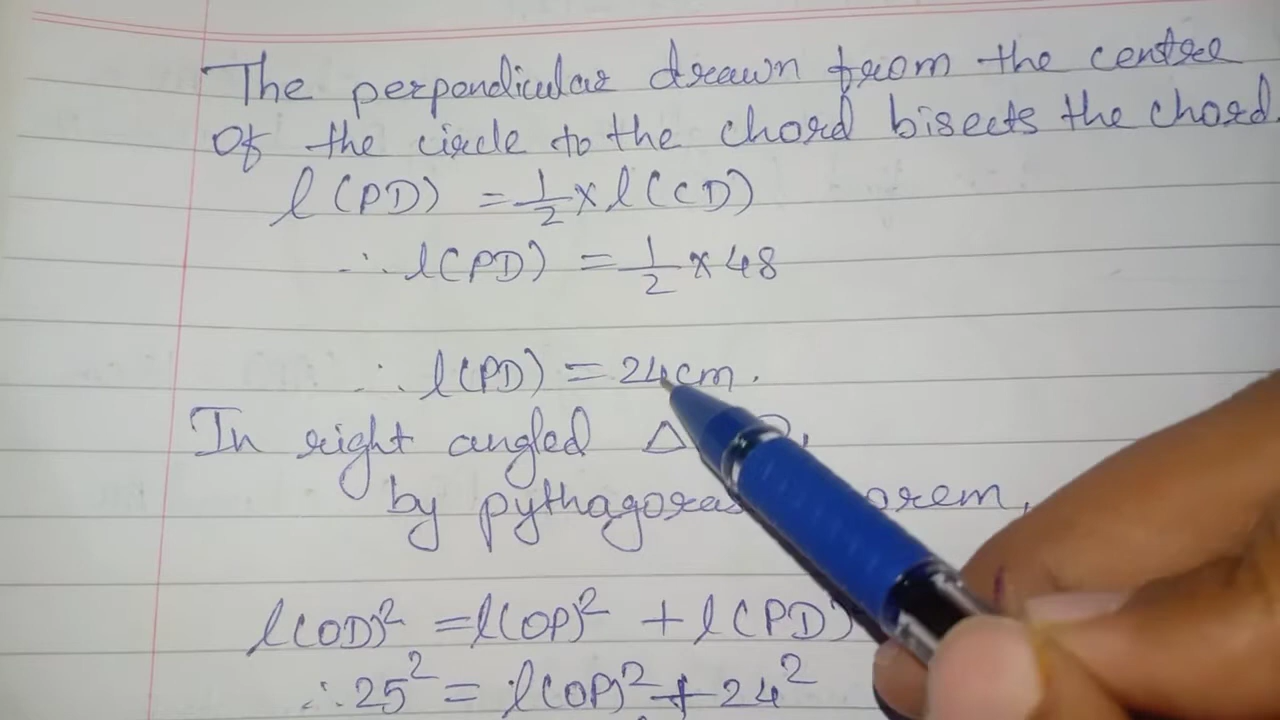 The perpendicular drawn from the centre
Of the circle to the chord bisects the chord.
l(PD) = 1/2 × l(CD)
∴ l(PD) = 1/2 × 48
∴ l(PD) = 24cm.
In right angled Δ
by pythagoras
l(OD)² = l(OP)² + l(PD)
∴ 25² = l(OP)² + 24²